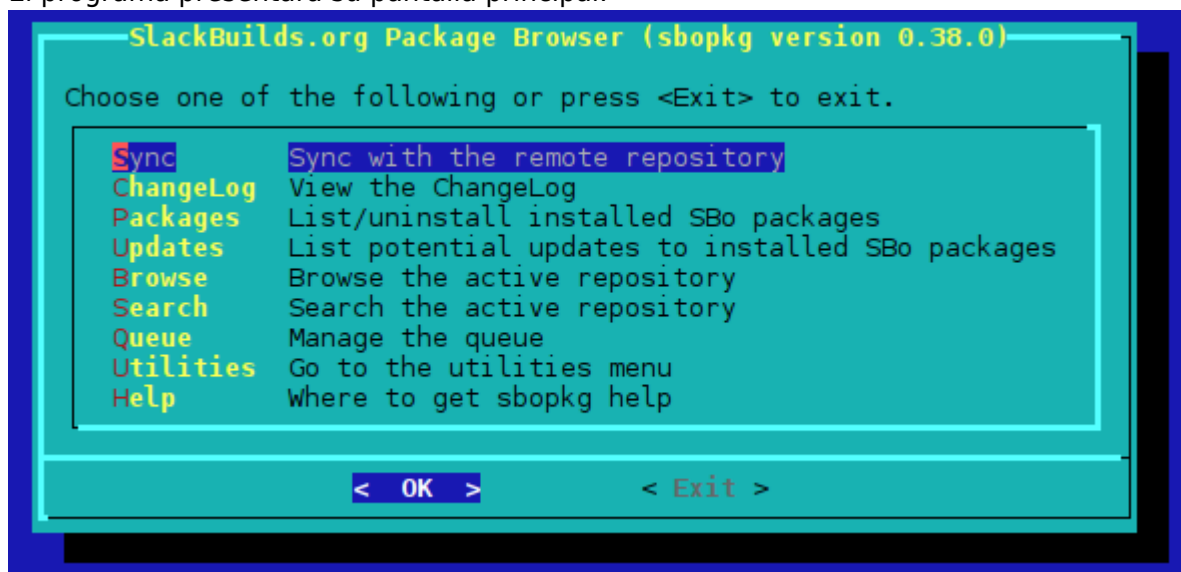 El programa presentará su pantalla principal:
SlackBuilds.org Package Browser (sbopkg version 0.38.0)
Choose one of the following or press <Exit> to exit.
Sync Sync with the remote repository
ChangeLog View the ChangeLog
Packages List/uninstall installed SBo packages
Updates List potential updates to installed SBo packages
Browse Browse the active repository
Search Search the active repository
Queue Manage the queue
Utilities Go to the utilities menu
Help Where to get sbopkg help
< OK > < Exit >